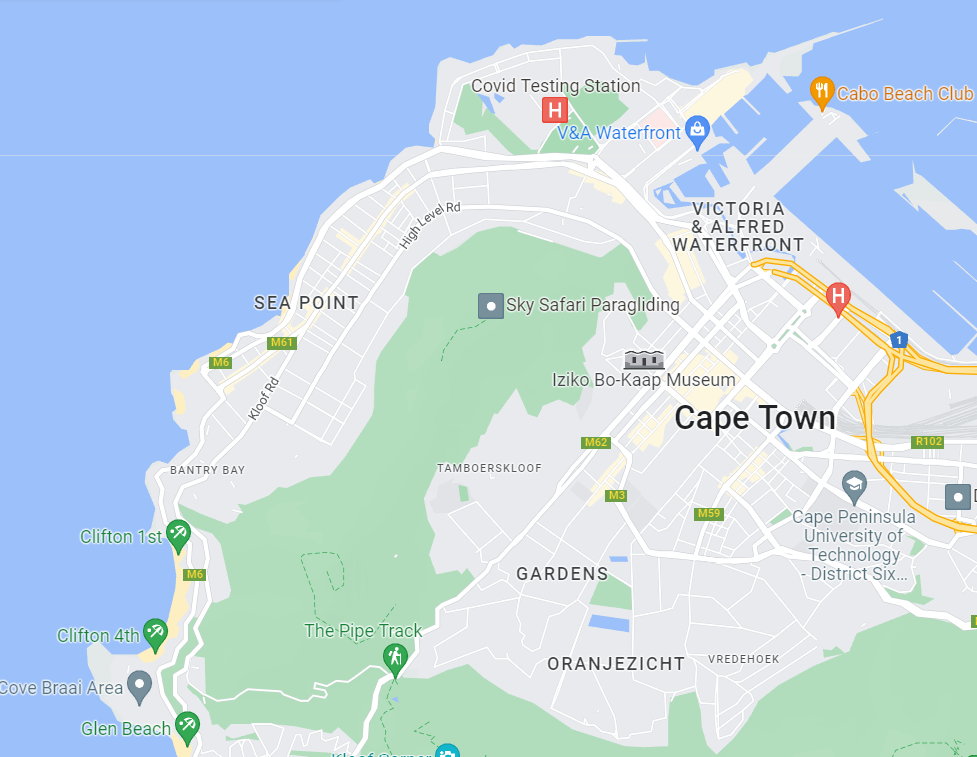 Covid Testing Station
H
Cabo Beach Club
V&A Waterfront
High Level Rd
VICTORIA
& ALFRED
WATERFRONT
SEA POINT
Sky Safari Paragliding
H
1
M61
M6
Iziko Bo-Kaap Museum
Kloof Rd
Cape Town
M62
R102
BANTRY BAY
TAMBOERSKLOOF
M3
M59
Cape Peninsula
University of
Technology
- District Six...
Clifton 1st
M6
GARDENS
The Pipe Track
Clifton 4th
ORANJEZICHT
VREDEHOEK
Cove Braai Area
Glen Beach